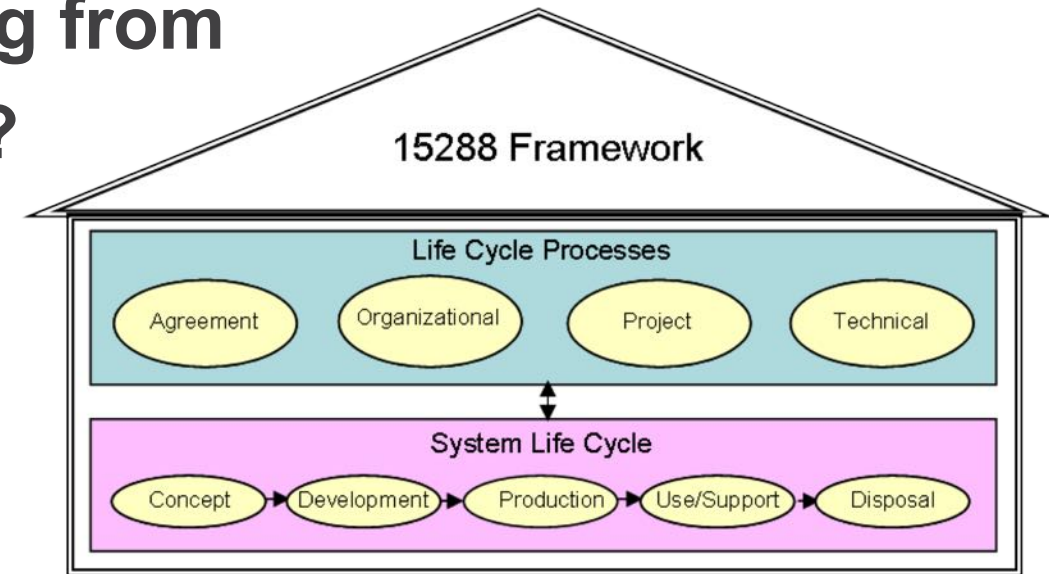 g from
?
15288 Framework
Life Cycle Processes
Agreement Organizational Project Technical
System Life Cycle
Concept Development Production Use/Support Disposal